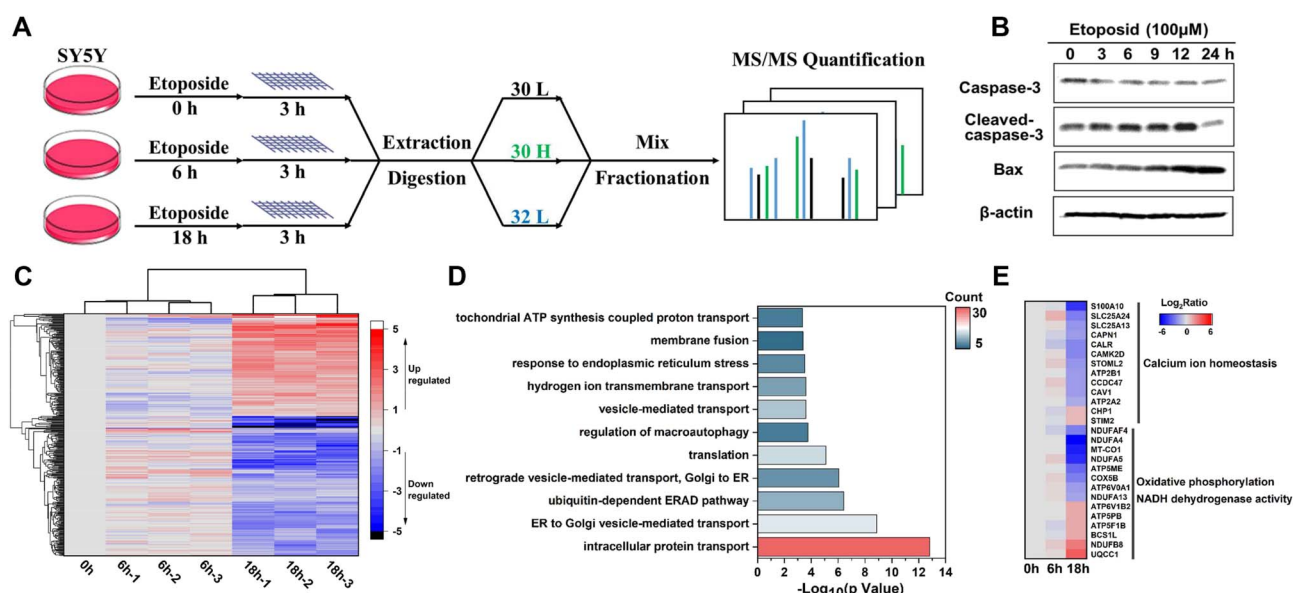 A
SY5Y
Etoposide
0 h
3 h
Etoposide
6 h
3 h
Etoposide
18 h
3 h
Extraction
Digestion
30 L
30 H
32 L
Mix
Fractionation
MS/MS Quantification
B
Etoposid (100μM)
0 3 6 9 12 24 h
Caspase-3
Cleaved-
caspase-3
Bax
β-actin
C
5
3
1
-1
-3
-5
Up
regulated
Down
regulated
0h
6h-1
6h-2
6h-3
18h-1
18h-2
18h-3
D
Count
30
5
tochondrial ATP synthesis coupled proton transport
membrane fusion
response to endoplasmic reticulum stress
hydrogen ion transmembrane transport
vesicle-mediated transport
regulation of macroautophagy
translation
retrograde vesicle-mediated transport, Golgi to ER
ubiquitin-dependent ERAD pathway
ER to Golgi vesicle-mediated transport
intracellular protein transport
0 2 4 6 8 10 12 14
-Log₁₀(p Value)
E
Log₂Ratio
-6 0 6
S100A10
SLC25A24
SLC25A13
CAPN1
CALR
CAMK2D
STOML2
ATP2B1
CCDC47
CAV1
ATP2A2
CHP1
STIM2
Calcium ion homeostasis
NDUFAF4
NDUFA4
MT-CO1
NDUFA5
ATP5ME
COX5B
ATP6V0A1
NDUFA13
ATP6V1B2
ATP5PB
ATP5F1B
BCS1L
NDUFB8
UQCC1
Oxidative phosphorylation
NADH dehydrogenase activity
0h 6h 18h